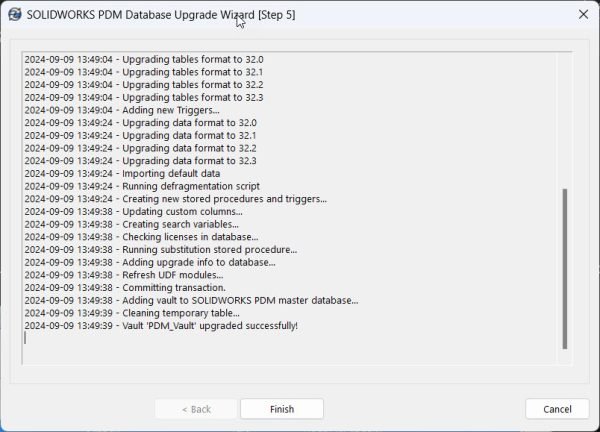 SOLIDWORKS PDM Database Upgrade Wizard [Step 5]
2024-09-09 13:49:04 - Upgrading tables format to 32.0
2024-09-09 13:49:04 - Upgrading tables format to 32.1
2024-09-09 13:49:04 - Upgrading tables format to 32.2
2024-09-09 13:49:04 - Upgrading tables format to 32.3
2024-09-09 13:49:04 - Adding new Triggers...
2024-09-09 13:49:24 - Upgrading data format to 32.0
2024-09-09 13:49:24 - Upgrading data format to 32.1
2024-09-09 13:49:24 - Upgrading data format to 32.2
2024-09-09 13:49:24 - Upgrading data format to 32.3
2024-09-09 13:49:24 - Importing default data
2024-09-09 13:49:24 - Running defragmentation script
2024-09-09 13:49:24 - Creating new stored procedures and triggers...
2024-09-09 13:49:38 - Updating custom columns...
2024-09-09 13:49:38 - Creating search variables...
2024-09-09 13:49:38 - Checking licenses in database...
2024-09-09 13:49:38 - Running substitution stored procedure...
2024-09-09 13:49:38 - Adding upgrade info to database...
2024-09-09 13:49:38 - Refresh UDF modules...
2024-09-09 13:49:38 - Committing transaction.
2024-09-09 13:49:38 - Adding vault to SOLIDWORKS PDM master database...
2024-09-09 13:49:39 - Cleaning temporary table...
2024-09-09 13:49:39 - Vault 'PDM_Vault' upgraded successfully!
< Back
Finish
Cancel